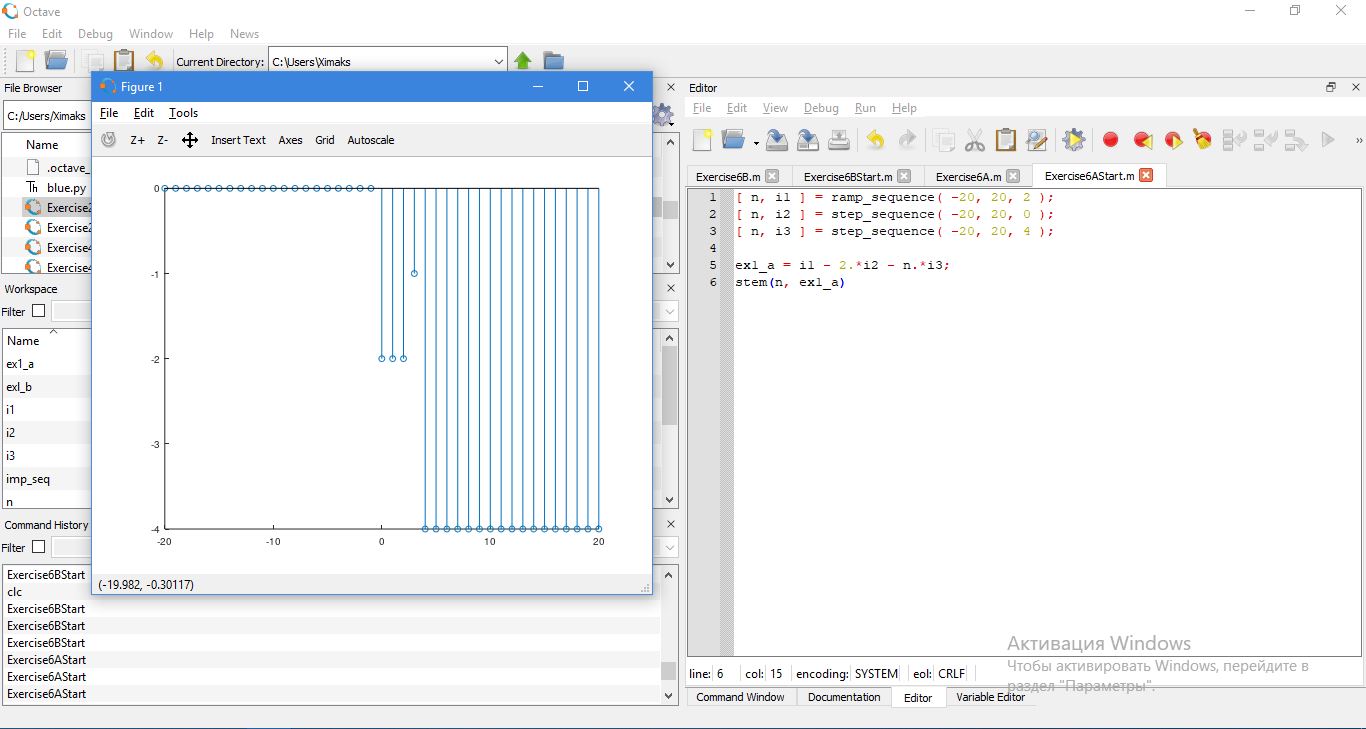 Octave
File Edit Debug Window Help News
Current Directory: C:\Users\Ximaks
File Browser
C:/Users/Ximaks
Name
.octave_
blue.py
Exercise2
Exercise2
Exercise4
Exercise4
Workspace
Filter
Name
ex1_a
exl_b
i1
i2
i3
imp_seq
n
Command History
Filter
Exercise6BStart
clc
Exercise6BStart
Exercise6BStart
Exercise6BStart
Exercise6AStart
Exercise6AStart
Exercise6AStart
Figure 1
File Edit Tools
Z+ Z- Insert Text Axes Grid Autoscale
0
-1
-2
-3
-4
-20 -10 0 10 20
(-19.982, -0.30117)
Editor
File Edit View Debug Run Help
Exercise6B.m Exercise6BStart.m Exercise6A.m Exercise6AStart.m
1 [ n, i1 ] = ramp_sequence( -20, 20, 2 );
2 [ n, i2 ] = step_sequence( -20, 20, 0 );
3 [ n, i3 ] = step_sequence( -20, 20, 4 );
4
5 ex1_a = i1 - 2.*i2 - n.*i3;
6 stem(n, ex1_a)
Активация Windows
Чтобы активировать Windows, перейдите в
раздел "Параметры".
line: 6 col: 15 encoding: SYSTEM eol: CRLF
Command Window Documentation Editor Variable Editor